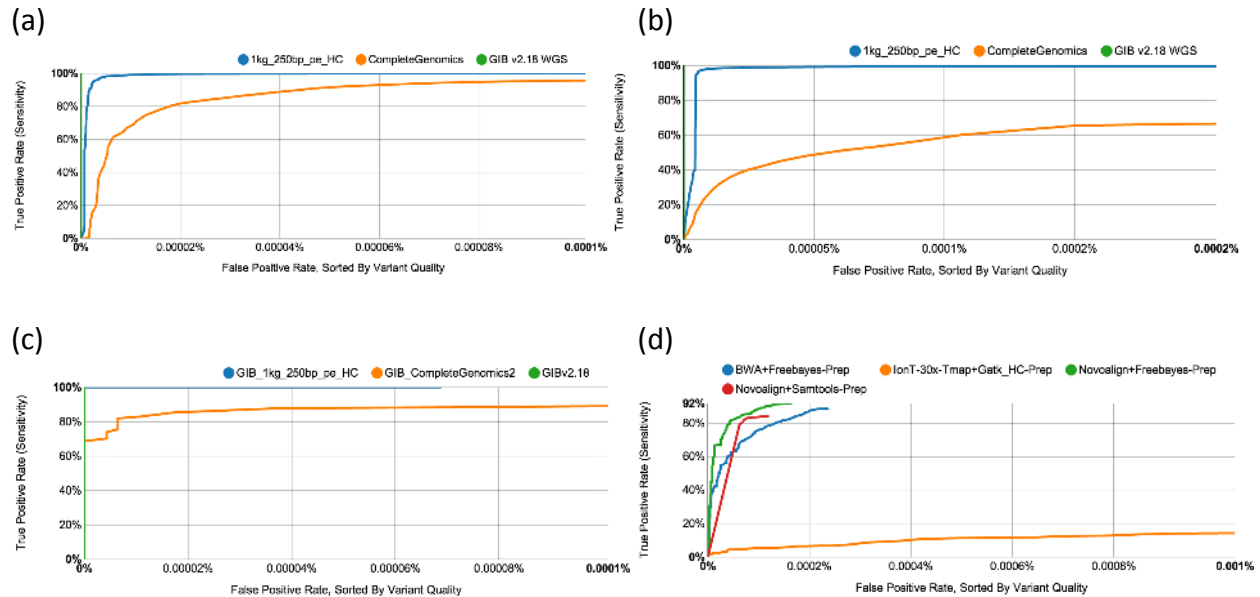 (a)
1kg_250bp_pe_HC CompleteGenomics GIB v2.18 WGS
100%
80%
60%
40%
20%
0%
True Positive Rate (Sensitivity)
0% 0.00002% 0.00004% 0.00006% 0.00008% 0.0001%
False Positive Rate, Sorted By Variant Quality
(b)
1kg_250bp_pe_HC CompleteGenomics GIB v2.18 WGS
100%
80%
60%
40%
20%
0%
True Positive Rate (Sensitivity)
0% 0.00005% 0.0001% 0.0002% 0.0002%
False Positive Rate, Sorted By Variant Quality
(c)
GIB_1kg_250bp_pe_HC GIB_CompleteGenomics2 GIBv2.18
100%
80%
60%
40%
20%
0%
True Positive Rate (Sensitivity)
0% 0.00002% 0.00004% 0.00006% 0.00008% 0.0001%
False Positive Rate, Sorted By Variant Quality
(d)
BWA+Freebayes-Prep IonT-30x-Tmap+Gatk_HC-Prep Novoalign+Freebayes-Prep
Novoalign+Samtools-Prep
92%
80%
60%
40%
20%
0%
True Positive Rate (Sensitivity)
0% 0.0002% 0.0004% 0.0006% 0.0008% 0.001%
False Positive Rate, Sorted By Variant Quality